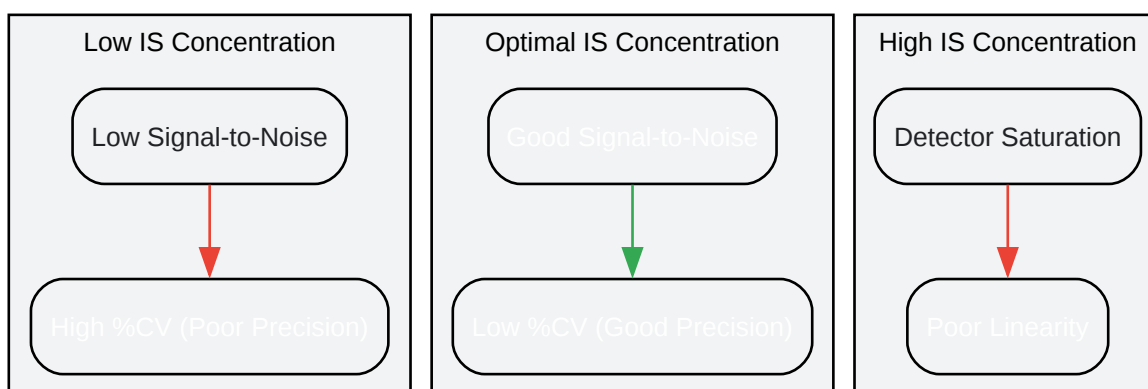 Low IS Concentration
Low Signal-to-Noise
High %CV (Poor Precision)
Optimal IS Concentration
Good Signal-to-Noise
Low %CV (Good Precision)
High IS Concentration
Detector Saturation
Poor Linearity